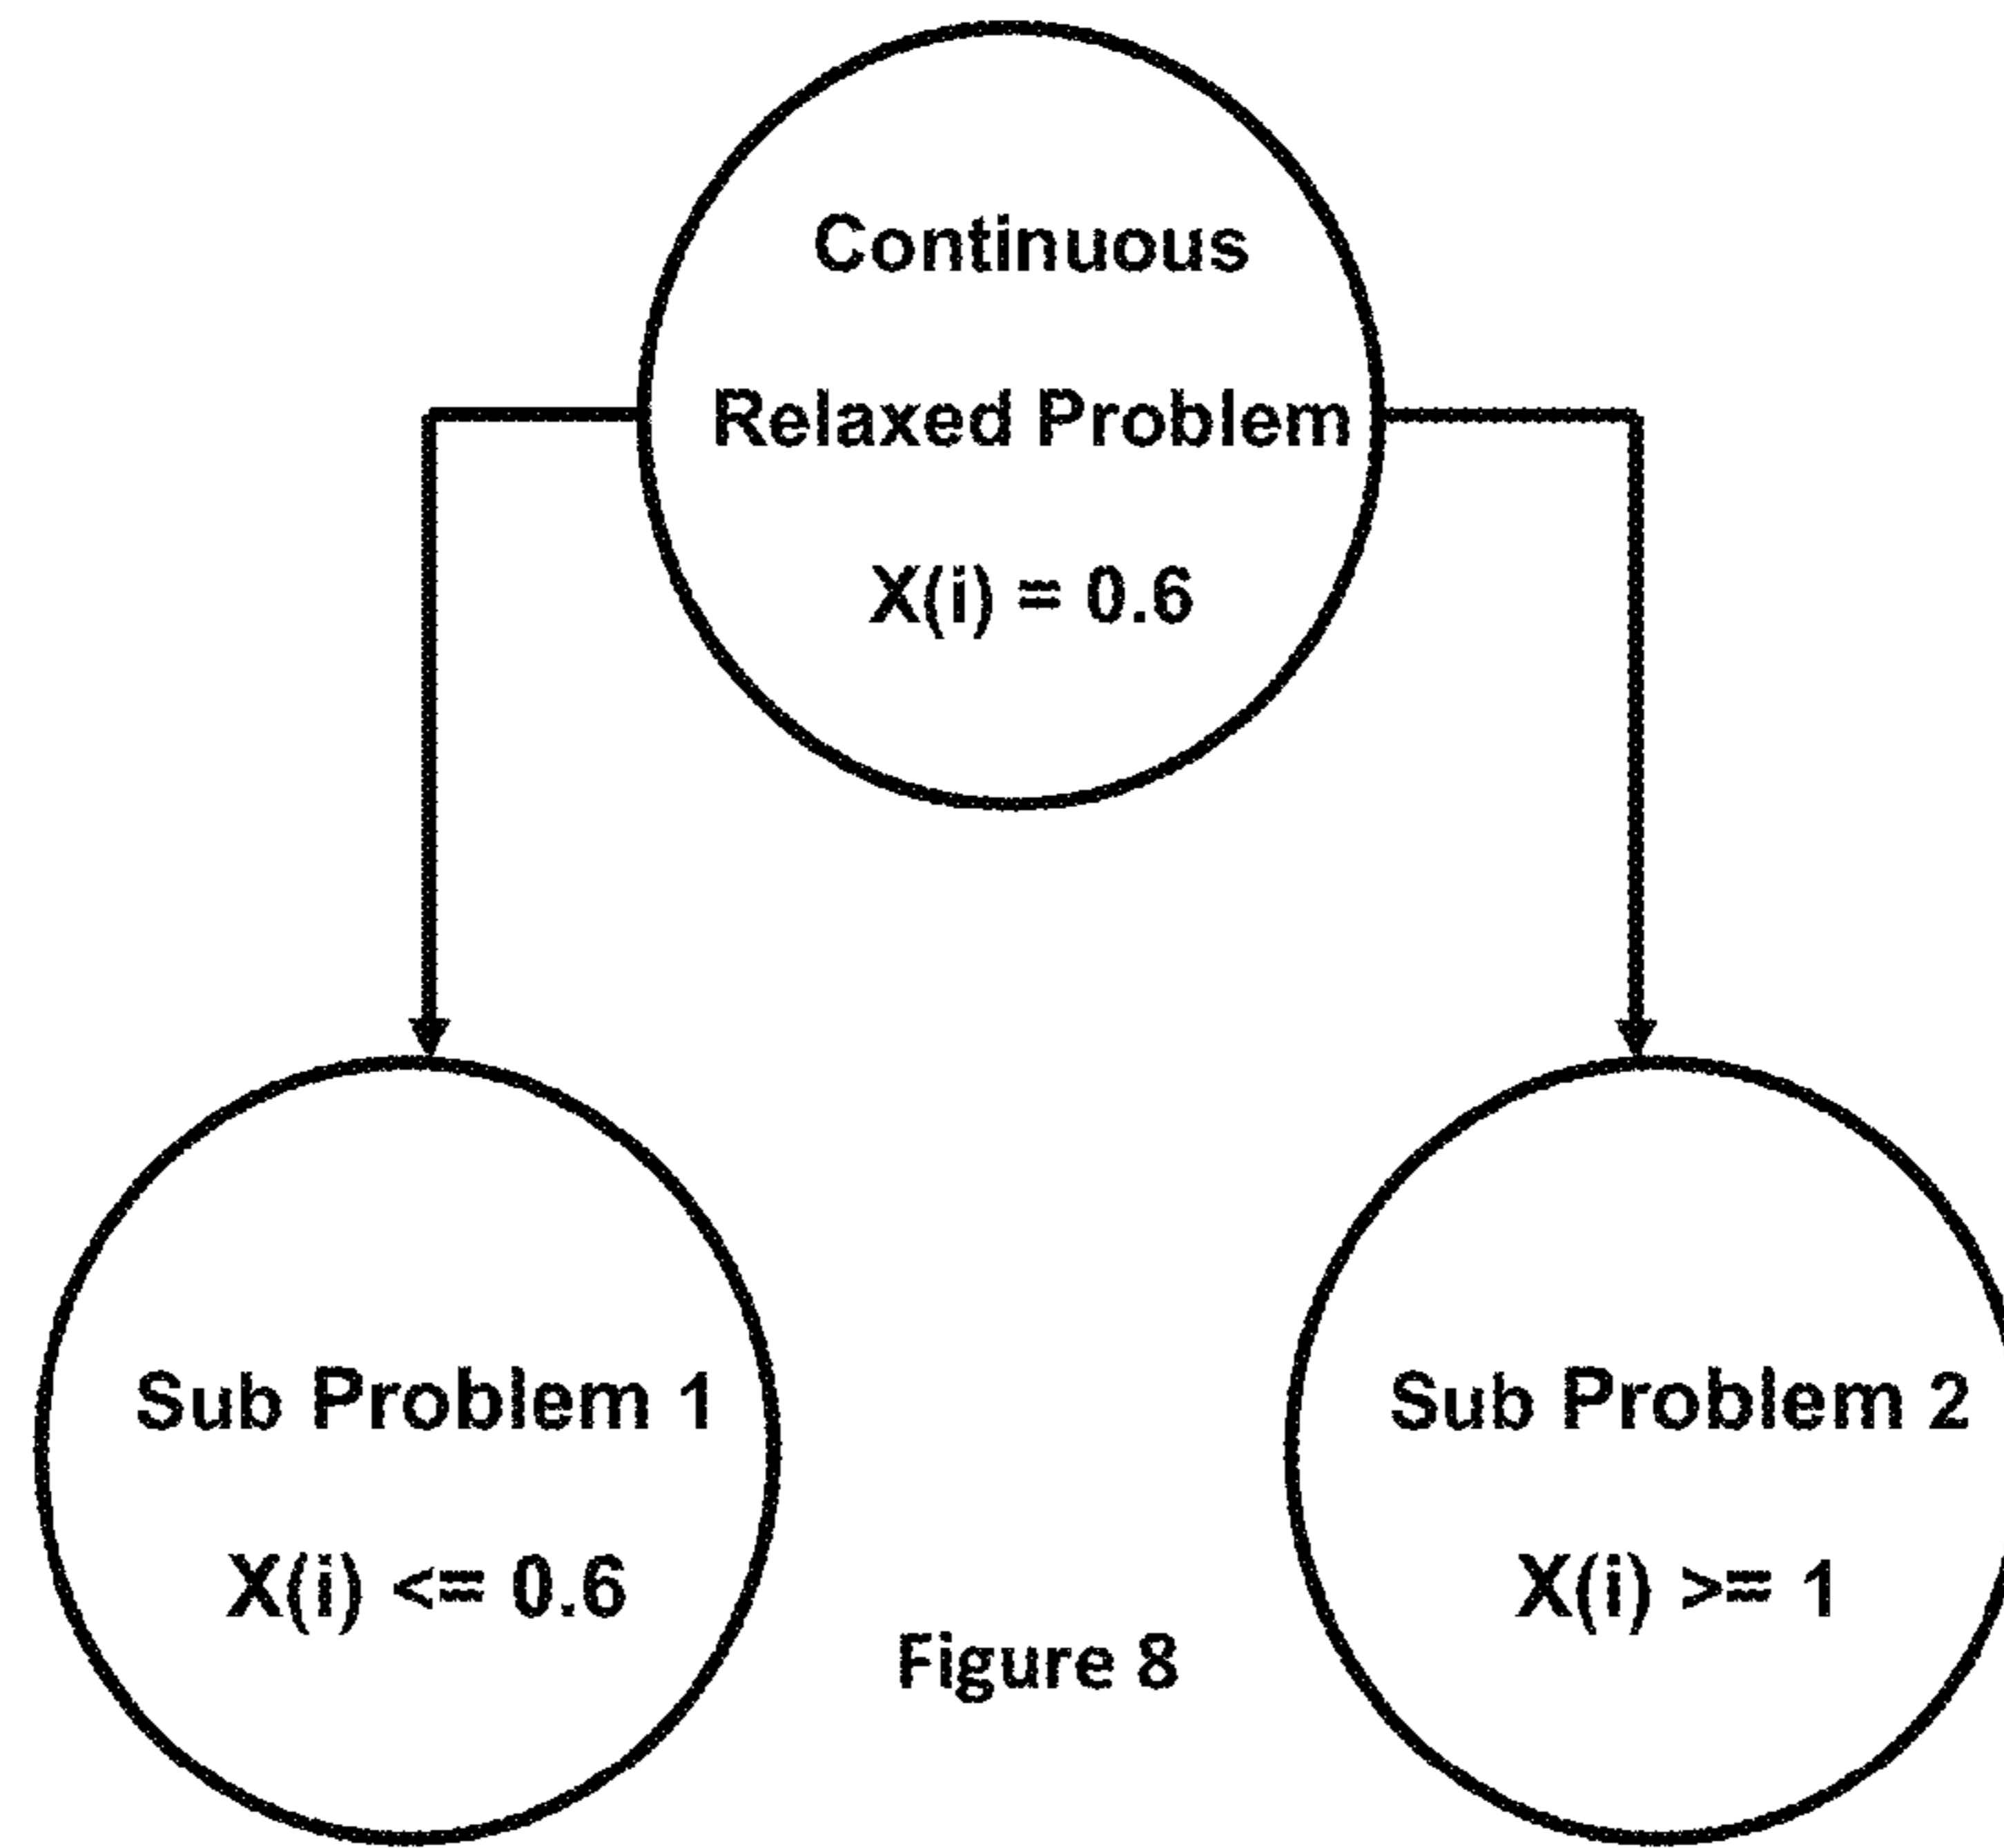 Continuous
Relaxed Problem
X(i) = 0.6
Sub Problem 1
X(i) <= 0.6
Sub Problem 2
X(i) >= 1
Figure 8